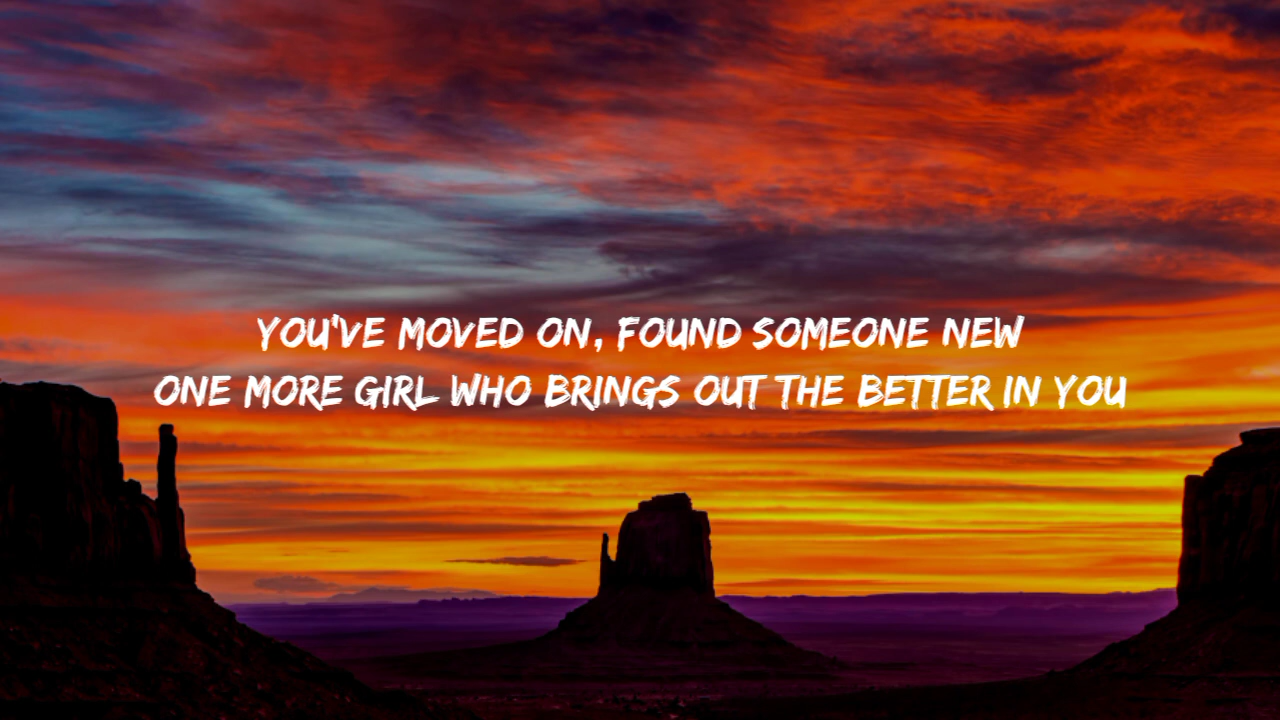 YOU'VE MOVED ON, FOUND SOMEONE NEW
ONE MORE GIRL WHO BRINGS OUT THE BETTER IN YOU